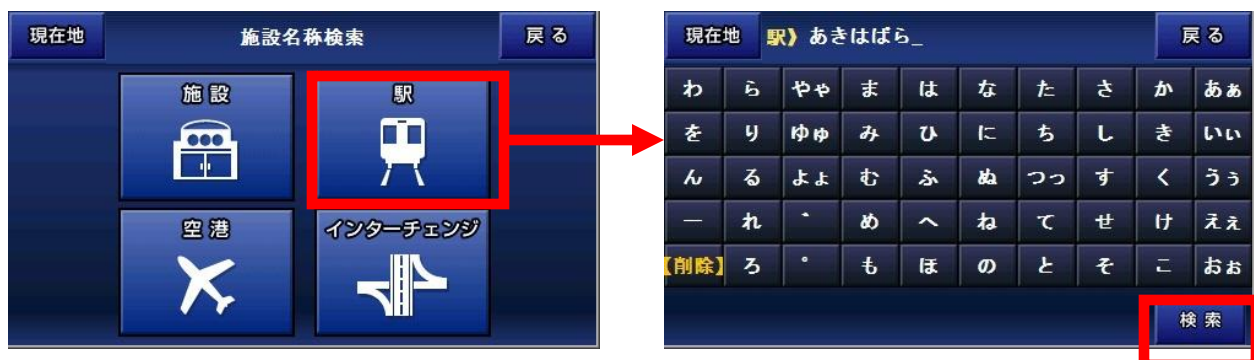 現在地 施設名称検索 戻る
施設 駅
空港 インターチェンジ
現在地 駅》あきはばら_ 戻る
わ ら やゃ ま は な た さ か あぁ
を り ゆゅ み ひ に ち し き いぃ
ん る よょ む ふ ぬ つっ す く うぅ
ー れ ゛ め へ ね て せ け えぇ
【削除】 ろ ゜ も ほ の と そ こ おぉ
検索